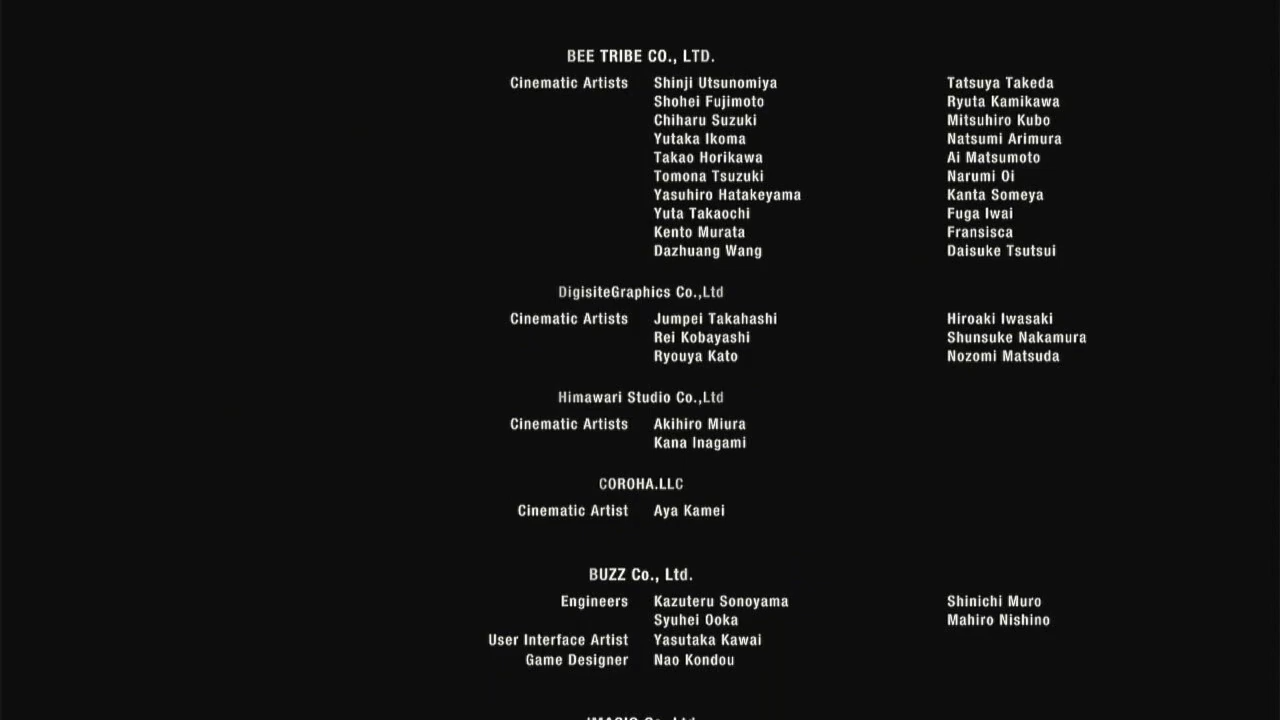 BEE TRIBE CO., LTD.
Cinematic Artists Shinji Utsunomiya Tatsuya Takeda
Shohei Fujimoto Ryuta Kamikawa
Chiharu Suzuki Mitsuhiro Kubo
Yutaka Ikoma Natsumi Arimura
Takao Horikawa Ai Matsumoto
Tomona Tsuzuki Narumi Oi
Yasuhiro Hatakeyama Kanta Someya
Yuta Takaochi Fuga Iwai
Kento Murata Fransisca
Dazhuang Wang Daisuke Tsutsui
DigisiteGraphics Co.,Ltd
Cinematic Artists Jumpei Takahashi Hiroaki Iwasaki
Rei Kobayashi Shunsuke Nakamura
Ryouya Kato Nozomi Matsuda
Himawari Studio Co.,Ltd
Cinematic Artists Akihiro Miura
Kana Inagami
COROHA.LLC
Cinematic Artist Aya Kamei
BUZZ Co., Ltd.
Engineers Kazuteru Sonoyama Shinichi Muro
Syuhei Ooka Mahiro Nishino
User Interface Artist Yasutaka Kawai
Game Designer Nao Kondou